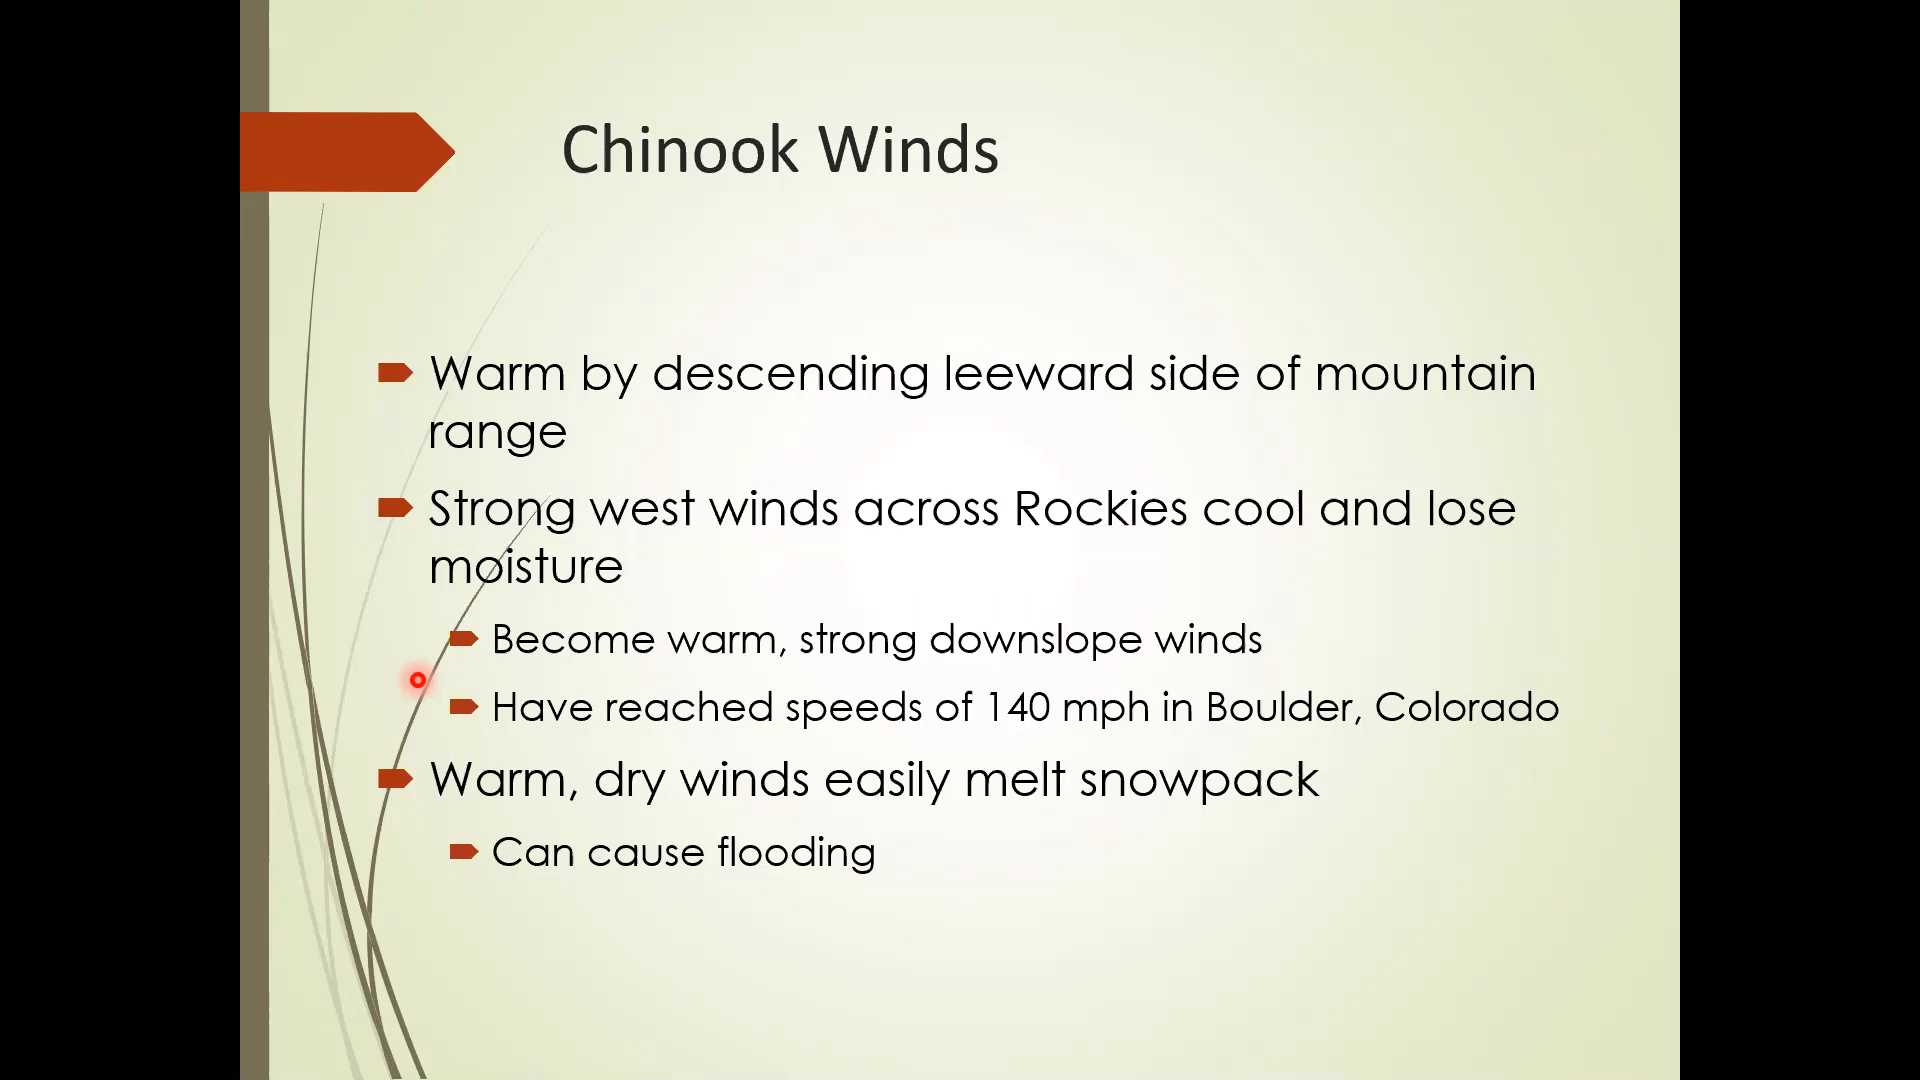 Chinook Winds
Warm by descending leeward side of mountain
range
Strong west winds across Rockies cool and lose
moisture
Become warm, strong downslope winds
Have reached speeds of 140 mph in Boulder, Colorado
Warm, dry winds easily melt snowpack
Can cause flooding